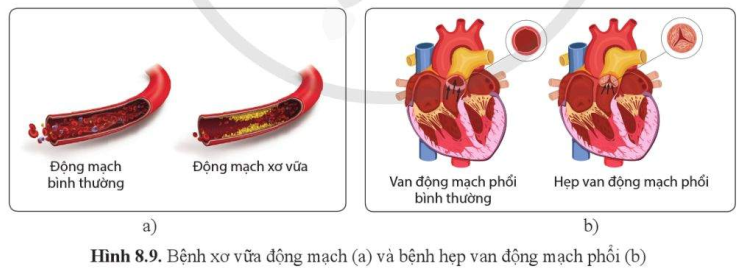 Động mạch
bình thường
Động mạch xơ vữa
a)
Van động mạch phổi
bình thường
Hẹp van động mạch phổi
b)
Hình 8.9. Bệnh xơ vữa động mạch (a) và bệnh hẹp van động mạch phổi (b)